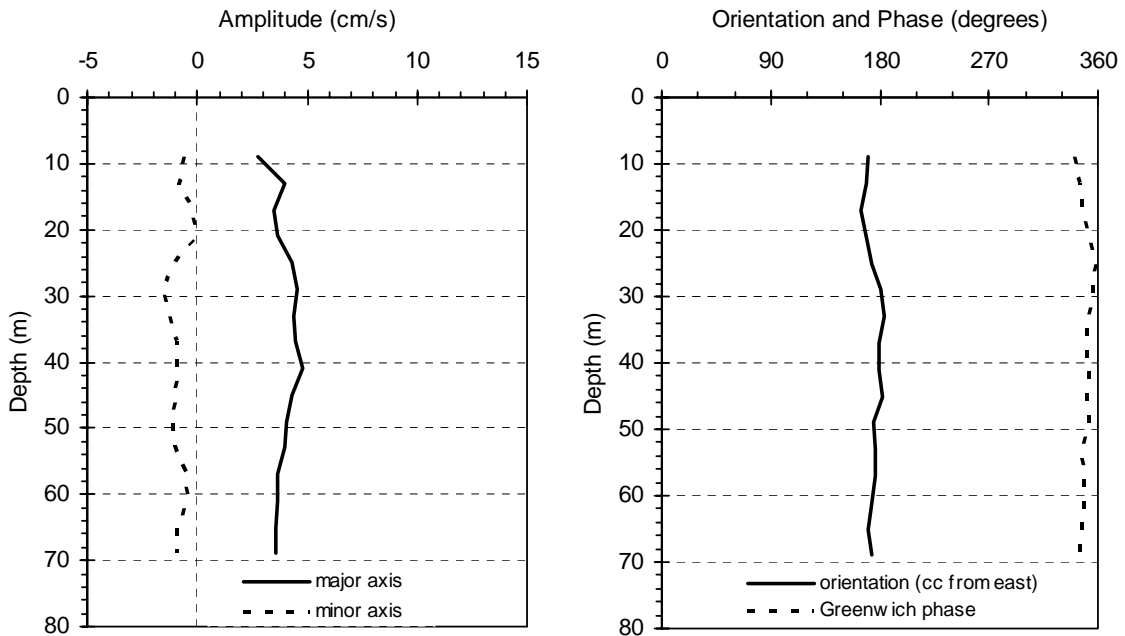 Amplitude (cm/s)
-5 0 5 10 15
0
10
20
30
40
50
60
70
80
Depth (m)
major axis
minor axis
Orientation and Phase (degrees)
0 90 180 270 360
0
10
20
30
40
50
60
70
80
Depth (m)
orientation (cc from east)
Greenwich phase